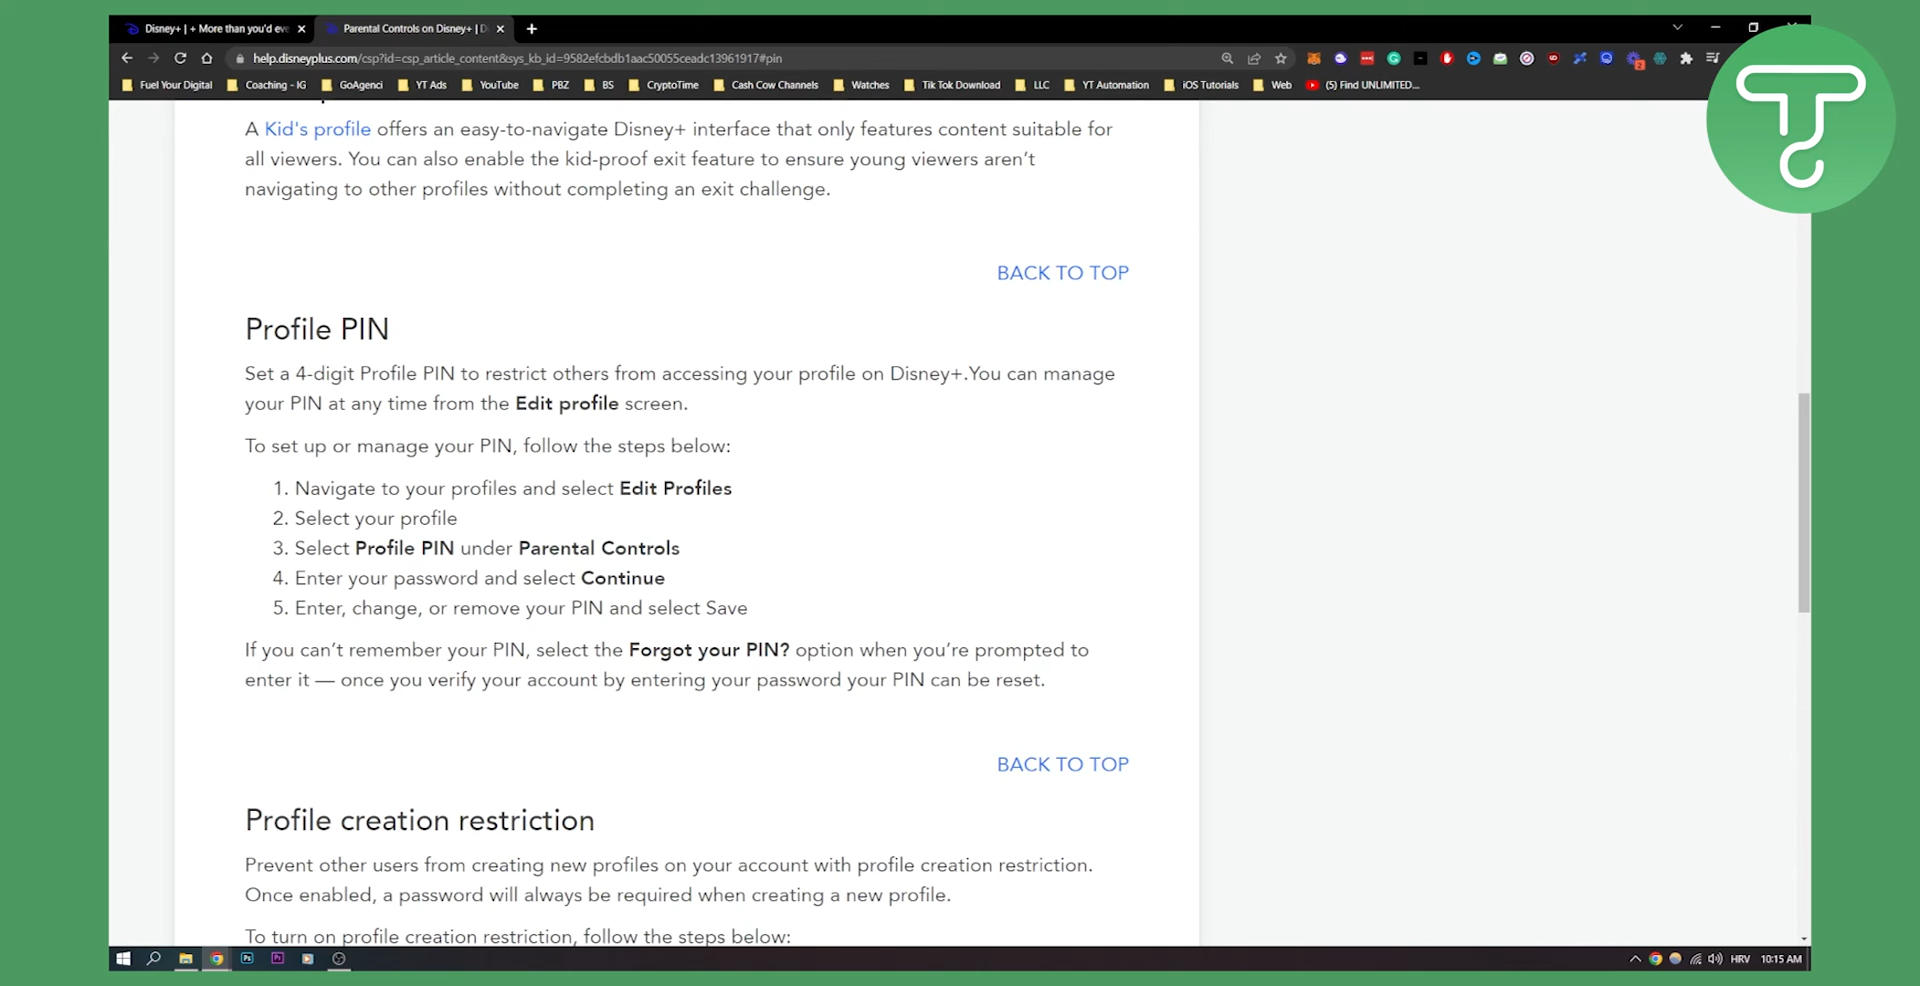 Disney+ | + More than you'd eve
Parental Controls on Disney+ | D
help.disneyplus.com/csp?id=csp_article_content&sys_kb_id=9582efcbdb1aac50055ceadc13961917#pin
Fuel Your Digital
Coaching - IG
GoAgenci
YT Ads
YouTube
PBZ
BS
CryptoTime
Cash Cow Channels
Watches
Tik Tok Download
LLC
YT Automation
iOS Tutorials
Web
(5) Find UNLIMITED...
A Kid's profile offers an easy-to-navigate Disney+ interface that only features content suitable for
all viewers. You can also enable the kid-proof exit feature to ensure young viewers aren't
navigating to other profiles without completing an exit challenge.
BACK TO TOP
Profile PIN
Set a 4-digit Profile PIN to restrict others from accessing your profile on Disney+.You can manage
your PIN at any time from the Edit profile screen.
To set up or manage your PIN, follow the steps below:
1. Navigate to your profiles and select Edit Profiles
2. Select your profile
3. Select Profile PIN under Parental Controls
4. Enter your password and select Continue
5. Enter, change, or remove your PIN and select Save
If you can't remember your PIN, select the Forgot your PIN? option when you're prompted to
enter it — once you verify your account by entering your password your PIN can be reset.
BACK TO TOP
Profile creation restriction
Prevent other users from creating new profiles on your account with profile creation restriction.
Once enabled, a password will always be required when creating a new profile.
To turn on profile creation restriction, follow the steps below:
HRV
10:15 AM